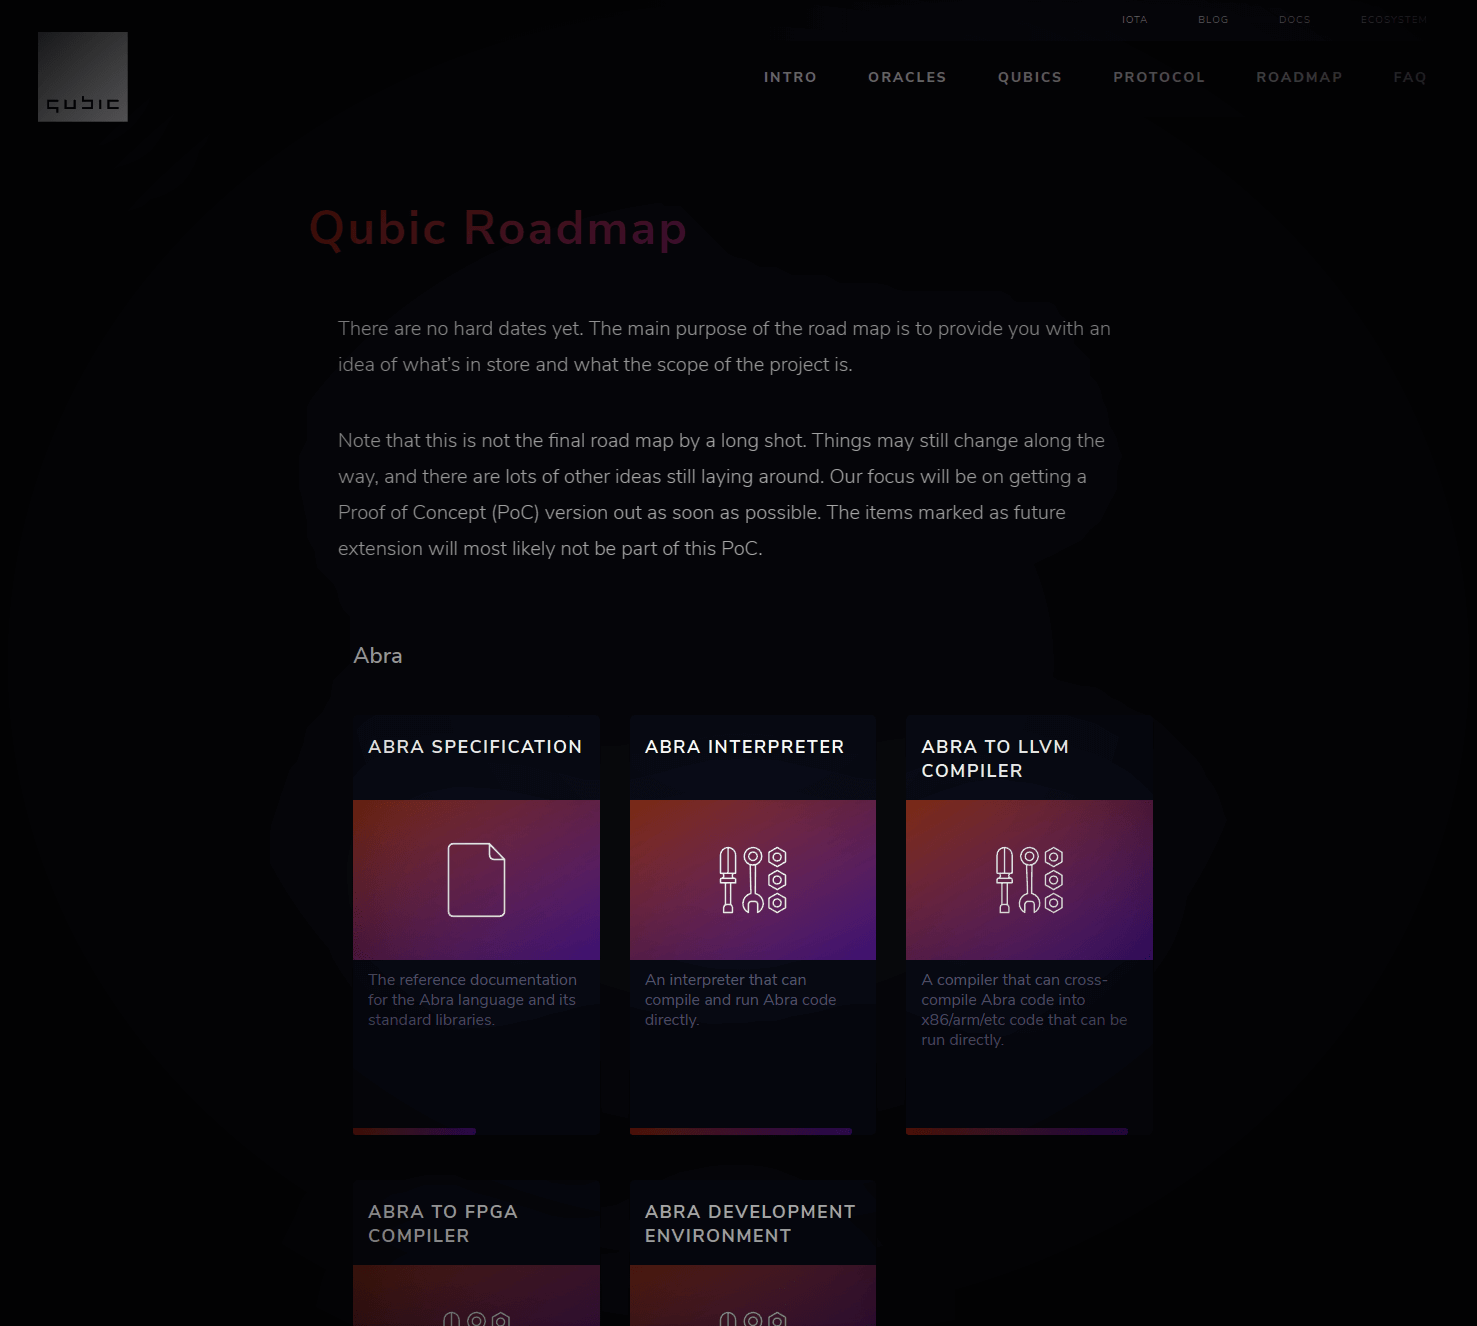 IOTA BLOG DOCS ECOSYSTEM
qubic
INTRO ORACLES QUBICS PROTOCOL ROADMAP FAQ
Qubic Roadmap
There are no hard dates yet. The main purpose of the road map is to provide you with an
idea of what’s in store and what the scope of the project is.
Note that this is not the final road map by a long shot. Things may still change along the
way, and there are lots of other ideas still laying around. Our focus will be on getting a
Proof of Concept (PoC) version out as soon as possible. The items marked as future
extension will most likely not be part of this PoC.
Abra
ABRA SPECIFICATION
The reference documentation
for the Abra language and its
standard libraries.
ABRA INTERPRETER
An interpreter that can
compile and run Abra code
directly.
ABRA TO LLVM
COMPILER
A compiler that can cross-
compile Abra code into
x86/arm/etc code that can be
run directly.
ABRA TO FPGA
COMPILER
ABRA DEVELOPMENT
ENVIRONMENT